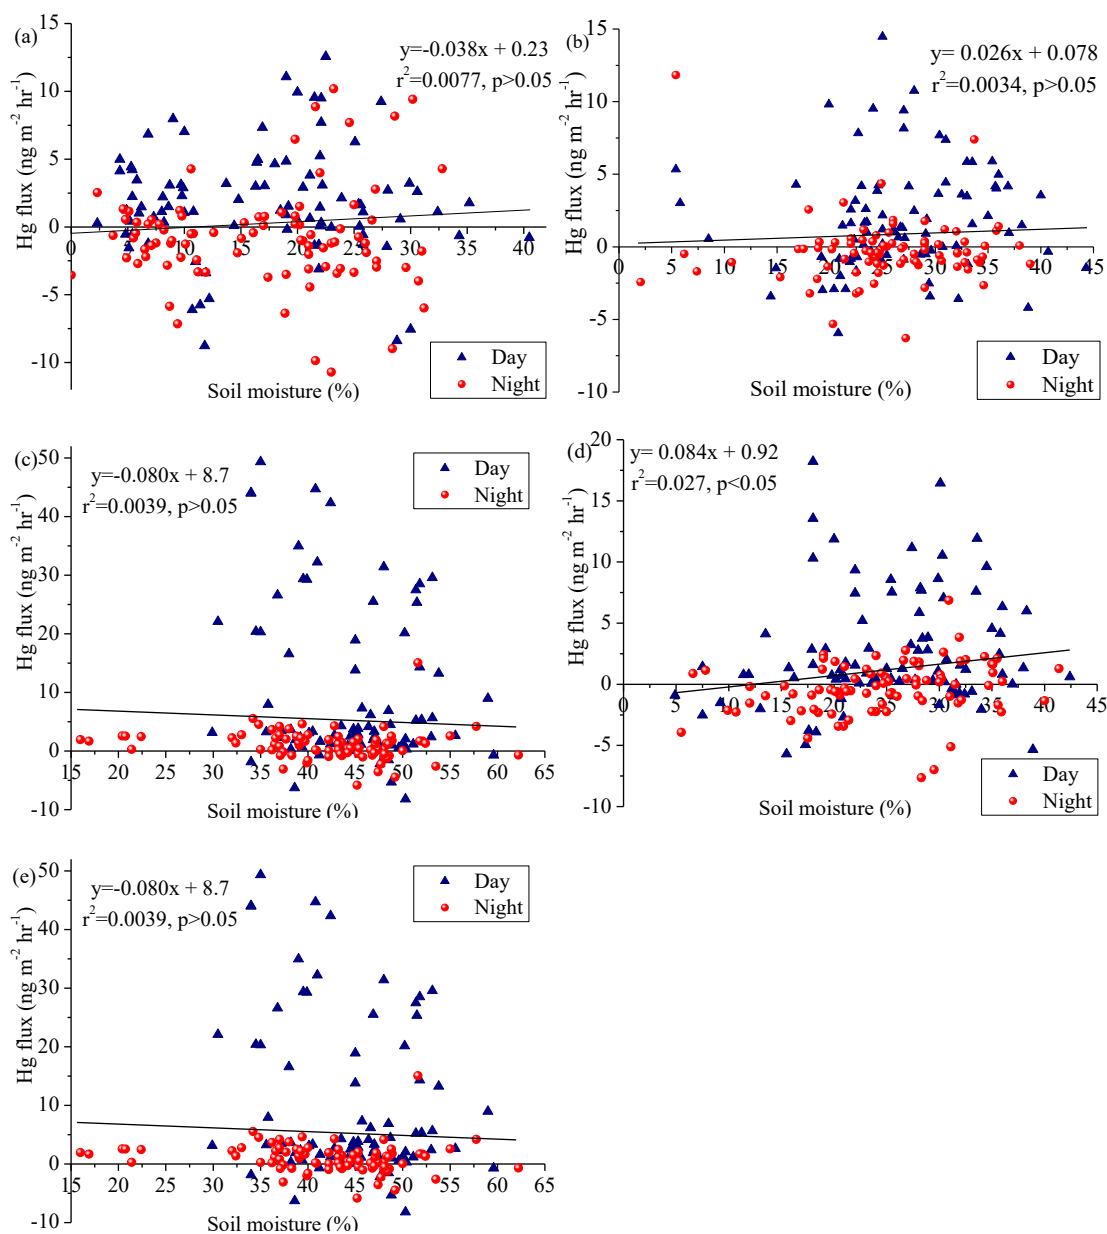 (a)
y=-0.038x + 0.23
r²=0.0077, p>0.05
Hg flux (ng m⁻² hr⁻¹)
15
10
5
0
-5
-10
0 5 10 15 20 25 30 35 40
Soil moisture (%)
Day
Night
(b)
y= 0.026x + 0.078
r²=0.0034, p>0.05
Hg flux (ng m⁻² hr⁻¹)
15
10
5
0
-5
-10
0 5 10 15 20 25 30 35 40 45
Soil moisture (%)
Day
Night
(c)
y=-0.080x + 8.7
r²=0.0039, p>0.05
Hg flux (ng m⁻² hr⁻¹)
50
40
30
20
10
0
-10
15 20 25 30 35 40 45 50 55 60 65
Soil moisture (%)
Day
Night
(d)
y= 0.084x + 0.92
r²=0.027, p<0.05
Hg flux (ng m⁻² hr⁻¹)
20
15
10
5
0
-5
-10
0 5 10 15 20 25 30 35 40 45
Soil moisture (%)
Day
Night
(e)
y=-0.080x + 8.7
r²=0.0039, p>0.05
Hg flux (ng m⁻² hr⁻¹)
50
40
30
20
10
0
-10
15 20 25 30 35 40 45 50 55 60 65
Soil moisture (%)
Day
Night